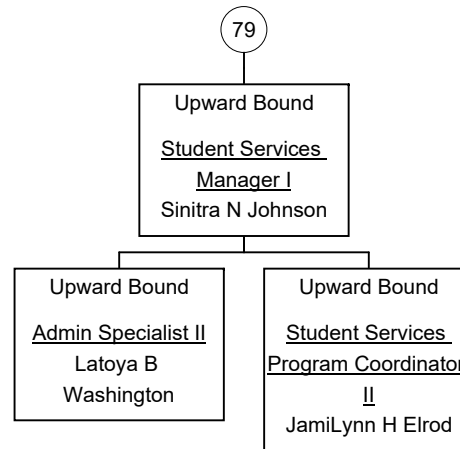 79
Upward Bound
Student Services
Manager I
Sinitra N Johnson
Upward Bound
Admin Specialist II
Latoya B
Washington
Upward Bound
Student Services
Program Coordinator
II
JamiLynn H Elrod